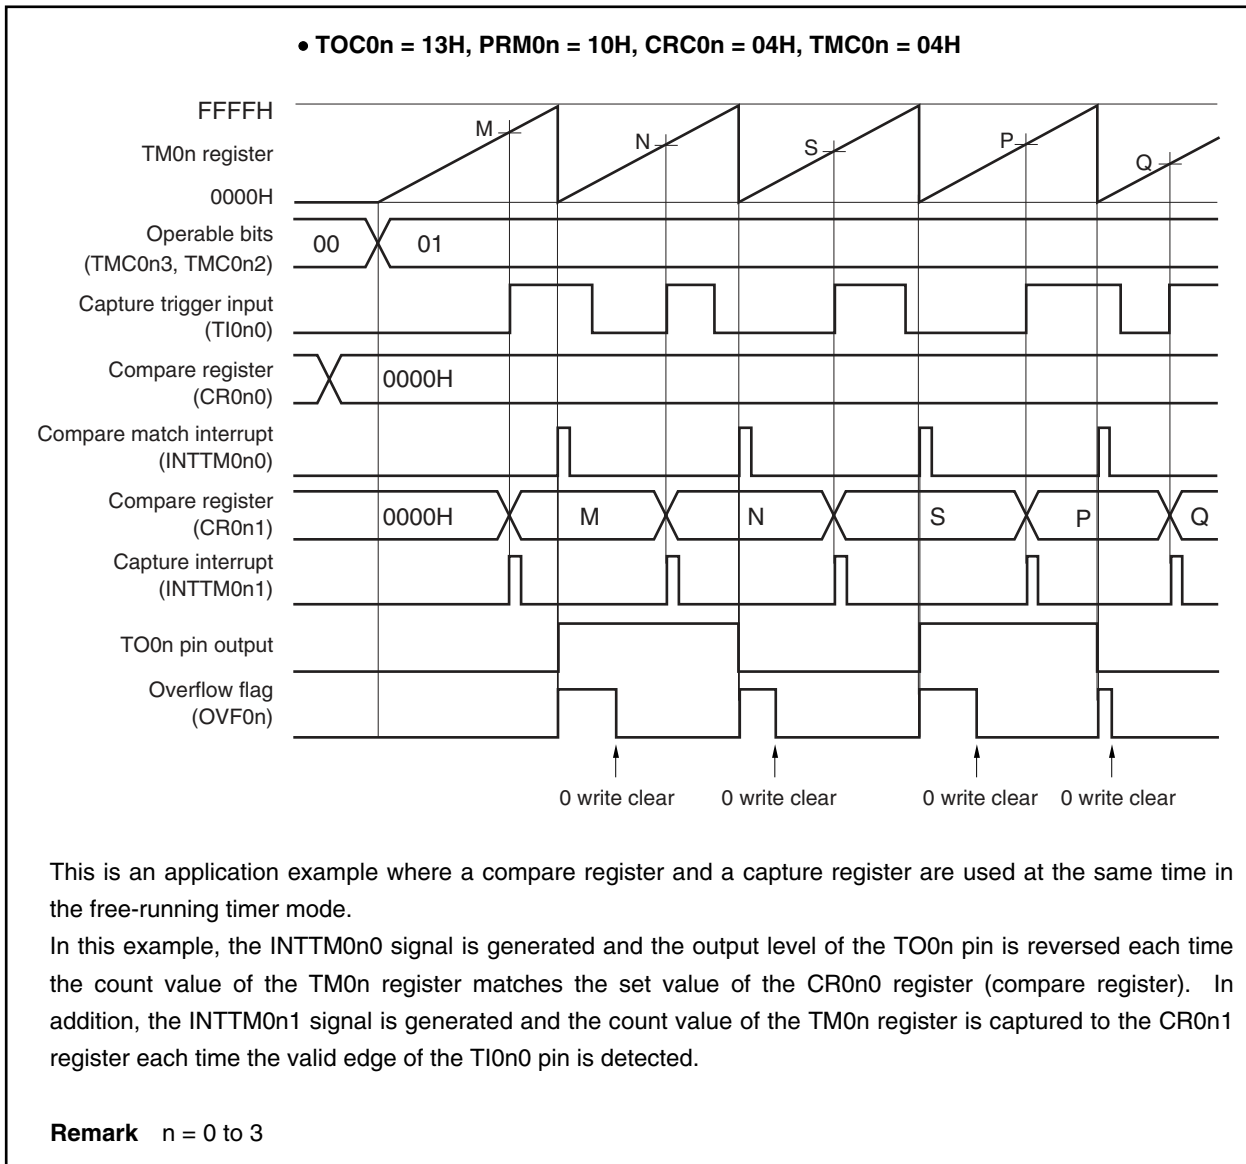 • TOC0n = 13H, PRM0n = 10H, CRC0n = 04H, TMC0n = 04H
FFFFH
TM0n register
0000H
M
N
S
P
Q
Operable bits
(TMC0n3, TMC0n2)
00
01
Capture trigger input
(TI0n0)
Compare register
(CR0n0)
0000H
Compare match interrupt
(INTTM0n0)
Compare register
(CR0n1)
0000H
M
N
S
P
Q
Capture interrupt
(INTTM0n1)
TO0n pin output
Overflow flag
(OVF0n)
0 write clear
0 write clear
0 write clear
0 write clear
This is an application example where a compare register and a capture register are used at the same time in
the free-running timer mode.
In this example, the INTTM0n0 signal is generated and the output level of the TO0n pin is reversed each time
the count value of the TM0n register matches the set value of the CR0n0 register (compare register). In
addition, the INTTM0n1 signal is generated and the count value of the TM0n register is captured to the CR0n1
register each time the valid edge of the TI0n0 pin is detected.
Remark n = 0 to 3